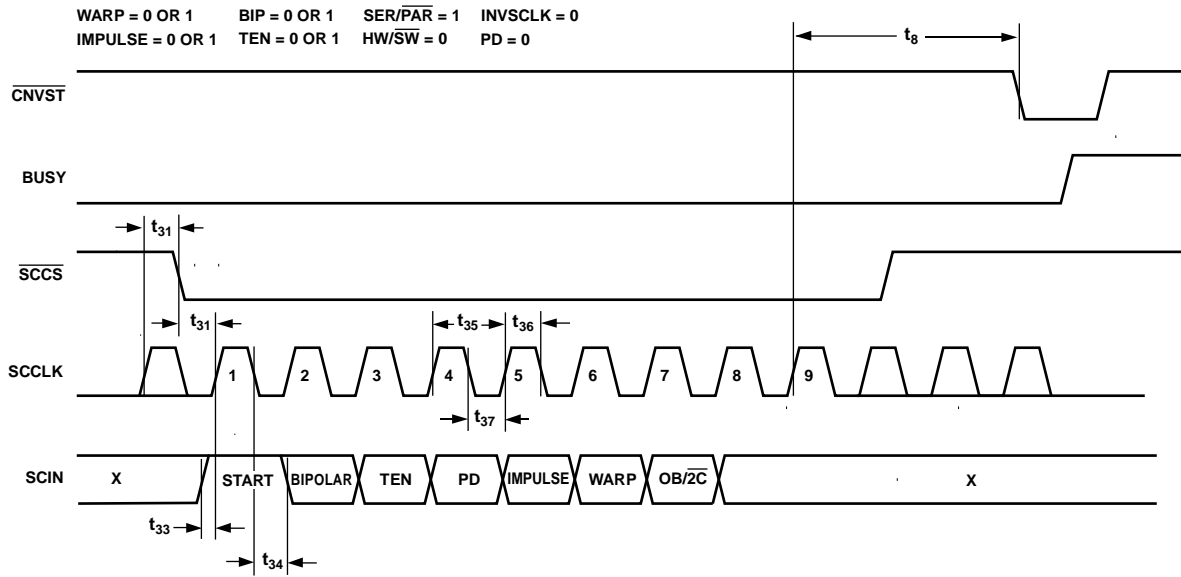 WARP = 0 OR 1 BIP = 0 OR 1 SER/PAR = 1 INVSCLK = 0
IMPULSE = 0 OR 1 TEN = 0 OR 1 HW/SW = 0 PD = 0
t8
CNVST
BUSY
t31
SCCS
t31 t35 t36
SCCLK 1 2 3 4 5 6 7 8 9
t37
SCIN X START BIPOLAR TEN PD IMPULSE WARP OB/2C X
t33
t34